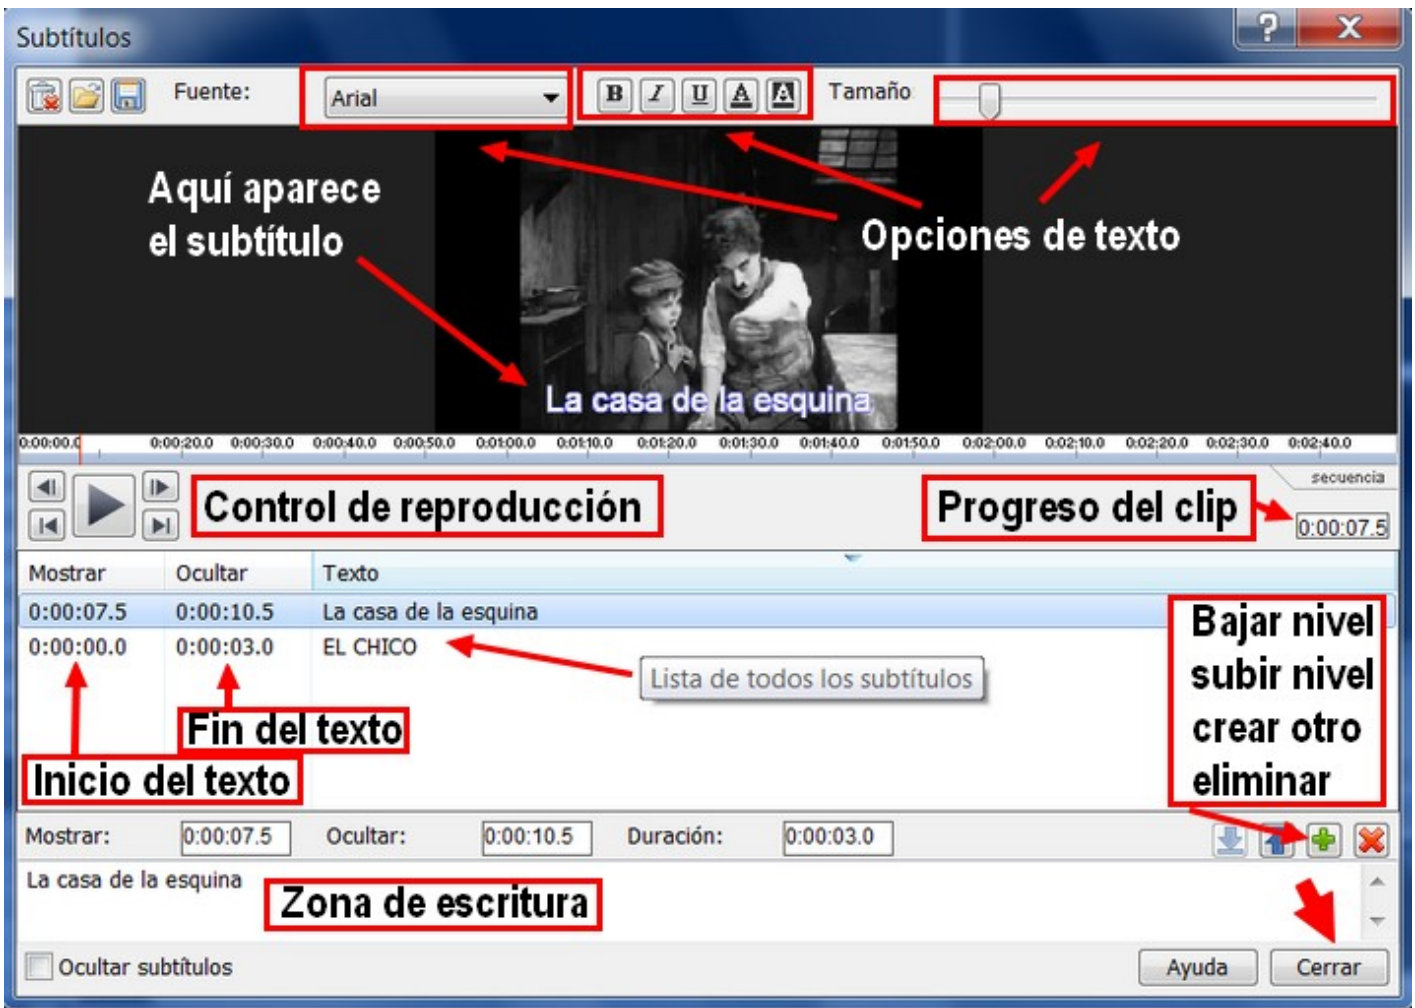 Subtítulos
?
X
Fuente:
Arial
B I U A A
Tamaño
Aquí aparece
el subtítulo
Opciones de texto
La casa de la esquina
0:00:00.0 0:00:20.0 0:00:30.0 0:00:40.0 0:00:50.0 0:01:00.0 0:01:10.0 0:01:20.0 0:01:30.0 0:01:40.0 0:01:50.0 0:02:00.0 0:02:10.0 0:02:20.0 0:02:30.0 0:02:40.0
Control de reproducción
Progreso del clip
secuencia
0:00:07.5
Mostrar Ocultar Texto
0:00:07.5 0:00:10.5 La casa de la esquina
0:00:00.0 0:00:03.0 EL CHICO
Lista de todos los subtítulos
Bajar nivel
subir nivel
crear otro
eliminar
Fin del texto
Inicio del texto
Mostrar: 0:00:07.5 Ocultar: 0:00:10.5 Duración: 0:00:03.0
La casa de la esquina
Zona de escritura
Ocultar subtítulos
Ayuda
Cerrar